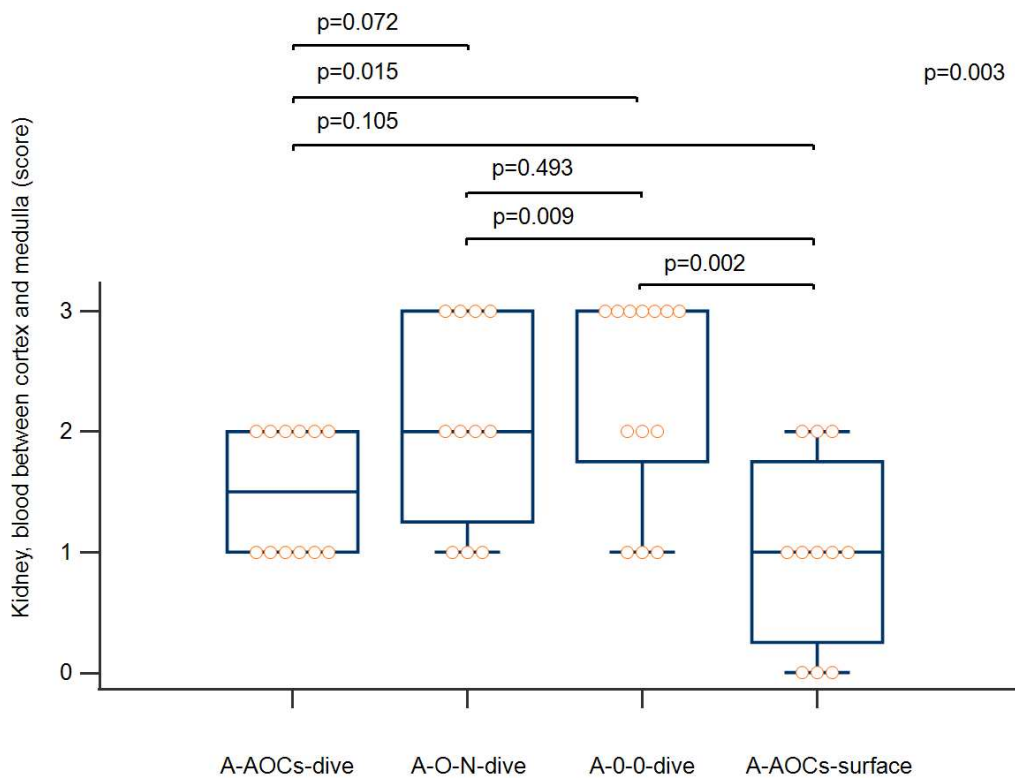 p=0.072
p=0.015
p=0.003
p=0.105
p=0.493
p=0.009
p=0.002
Kidney, blood between cortex and medulla (score)
3
2
1
0
A-AOCs-dive
A-O-N-dive
A-0-0-dive
A-AOCs-surface